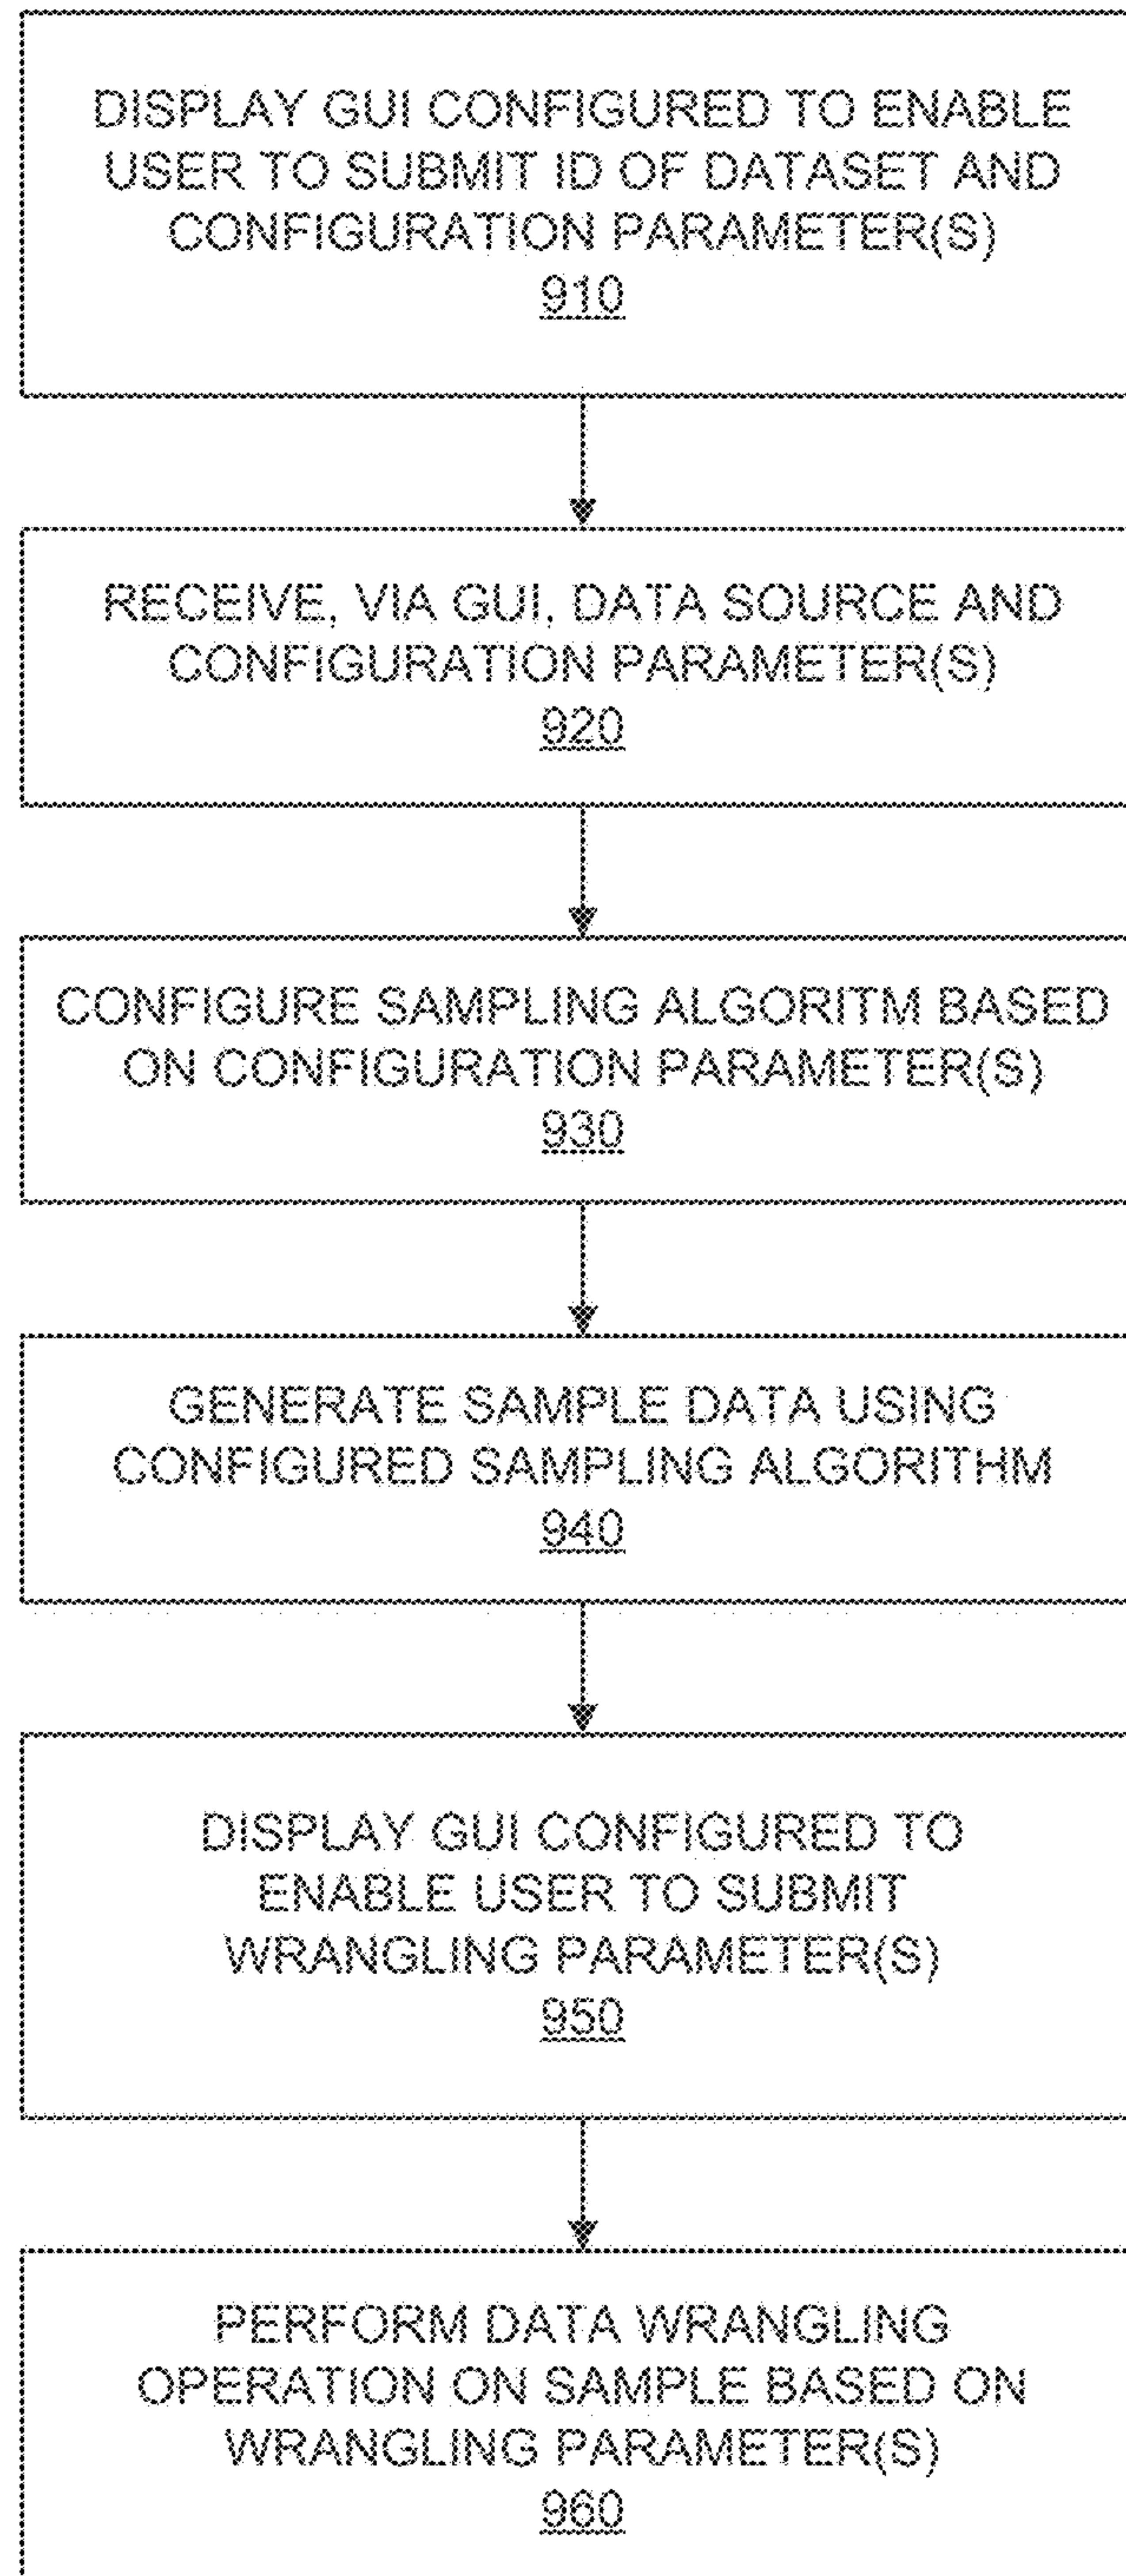 DISPLAY GUI CONFIGURED TO ENABLE
USER TO SUBMIT ID OF DATASET AND
CONFIGURATION PARAMETER(S)
910
RECEIVE, VIA GUI, DATA SOURCE AND
CONFIGURATION PARAMETER(S)
920
CONFIGURE SAMPLING ALGORITM BASED
ON CONFIGURATION PARAMETER(S)
930
GENERATE SAMPLE DATA USING
CONFIGURED SAMPLING ALGORITHM
940
DISPLAY GUI CONFIGURED TO
ENABLE USER TO SUBMIT
WRANGLING PARAMETER(S)
950
PERFORM DATA WRANGLING
OPERATION ON SAMPLE BASED ON
WRANGLING PARAMETER(S)
960